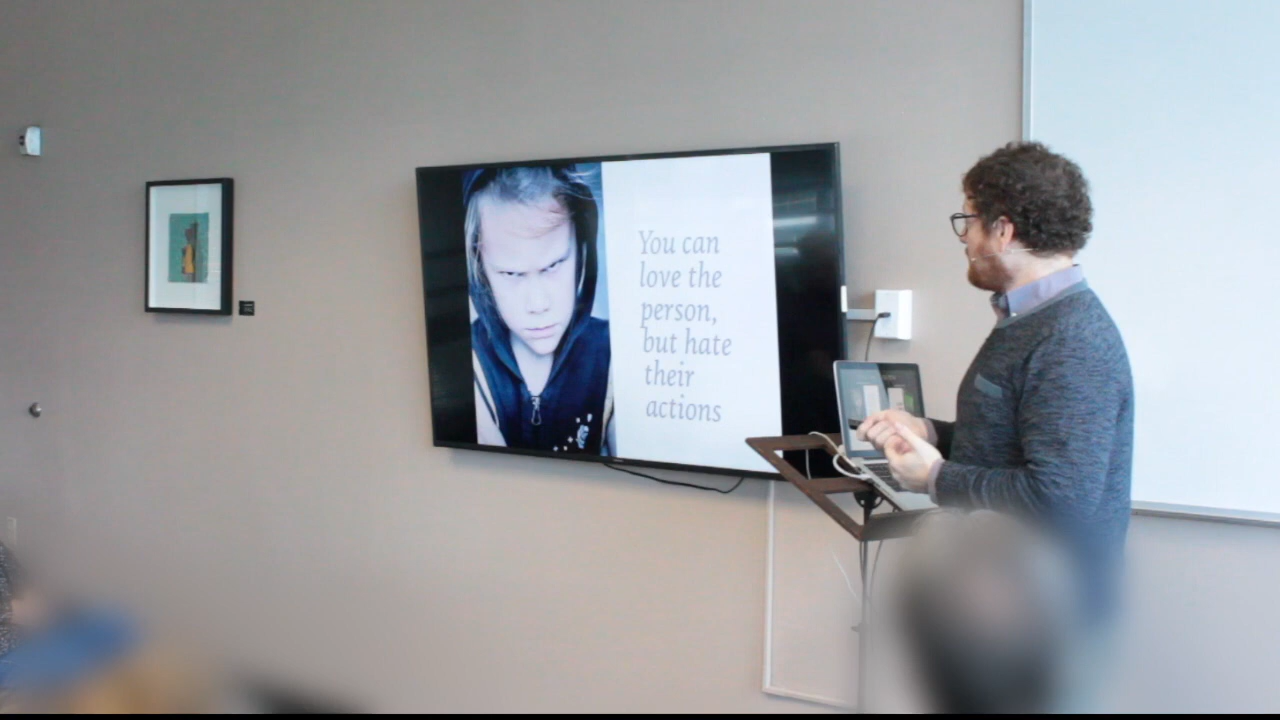 You can
love the
person,
but hate
their
actions